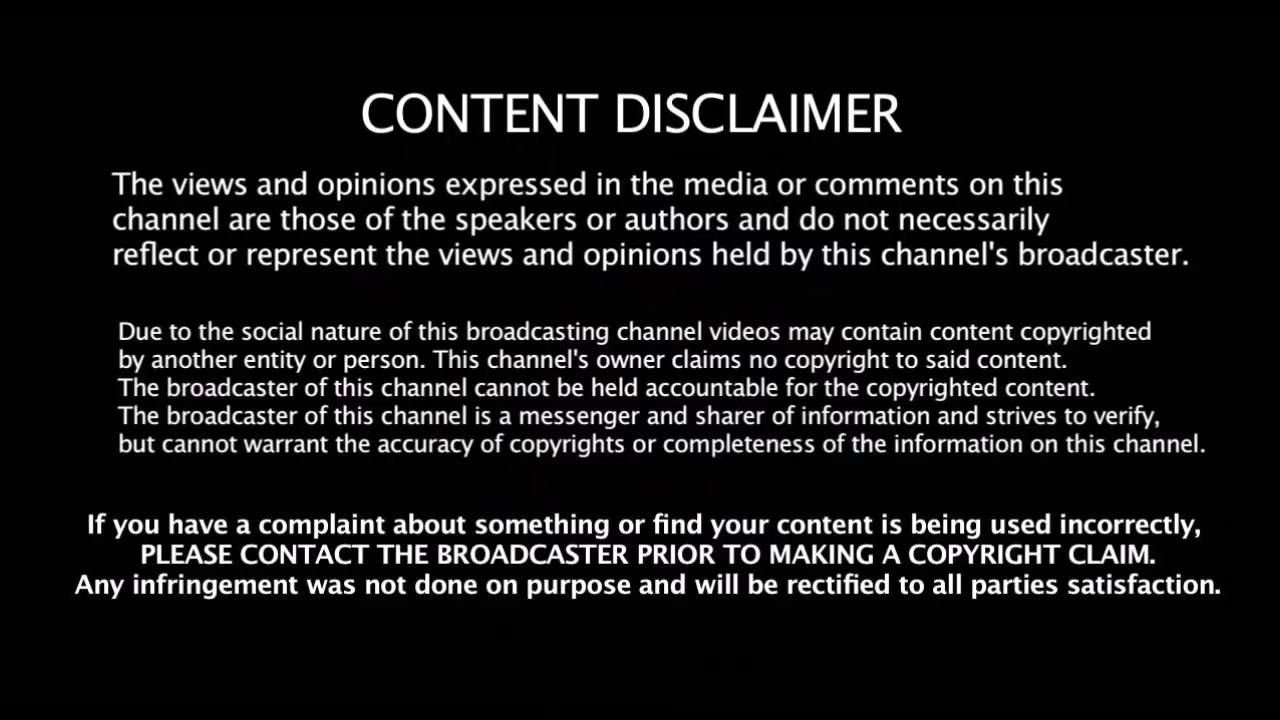 CONTENT DISCLAIMER
The views and opinions expressed in the media or comments on this
channel are those of the speakers or authors and do not necessarily
reflect or represent the views and opinions held by this channel's broadcaster.
Due to the social nature of this broadcasting channel videos may contain content copyrighted
by another entity or person. This channel's owner claims no copyright to said content.
The broadcaster of this channel cannot be held accountable for the copyrighted content.
The broadcaster of this channel is a messenger and sharer of information and strives to verify,
but cannot warrant the accuracy of copyrights or completeness of the information on this channel.
If you have a complaint about something or find your content is being used incorrectly,
PLEASE CONTACT THE BROADCASTER PRIOR TO MAKING A COPYRIGHT CLAIM.
Any infringement was not done on purpose and will be rectified to all parties satisfaction.